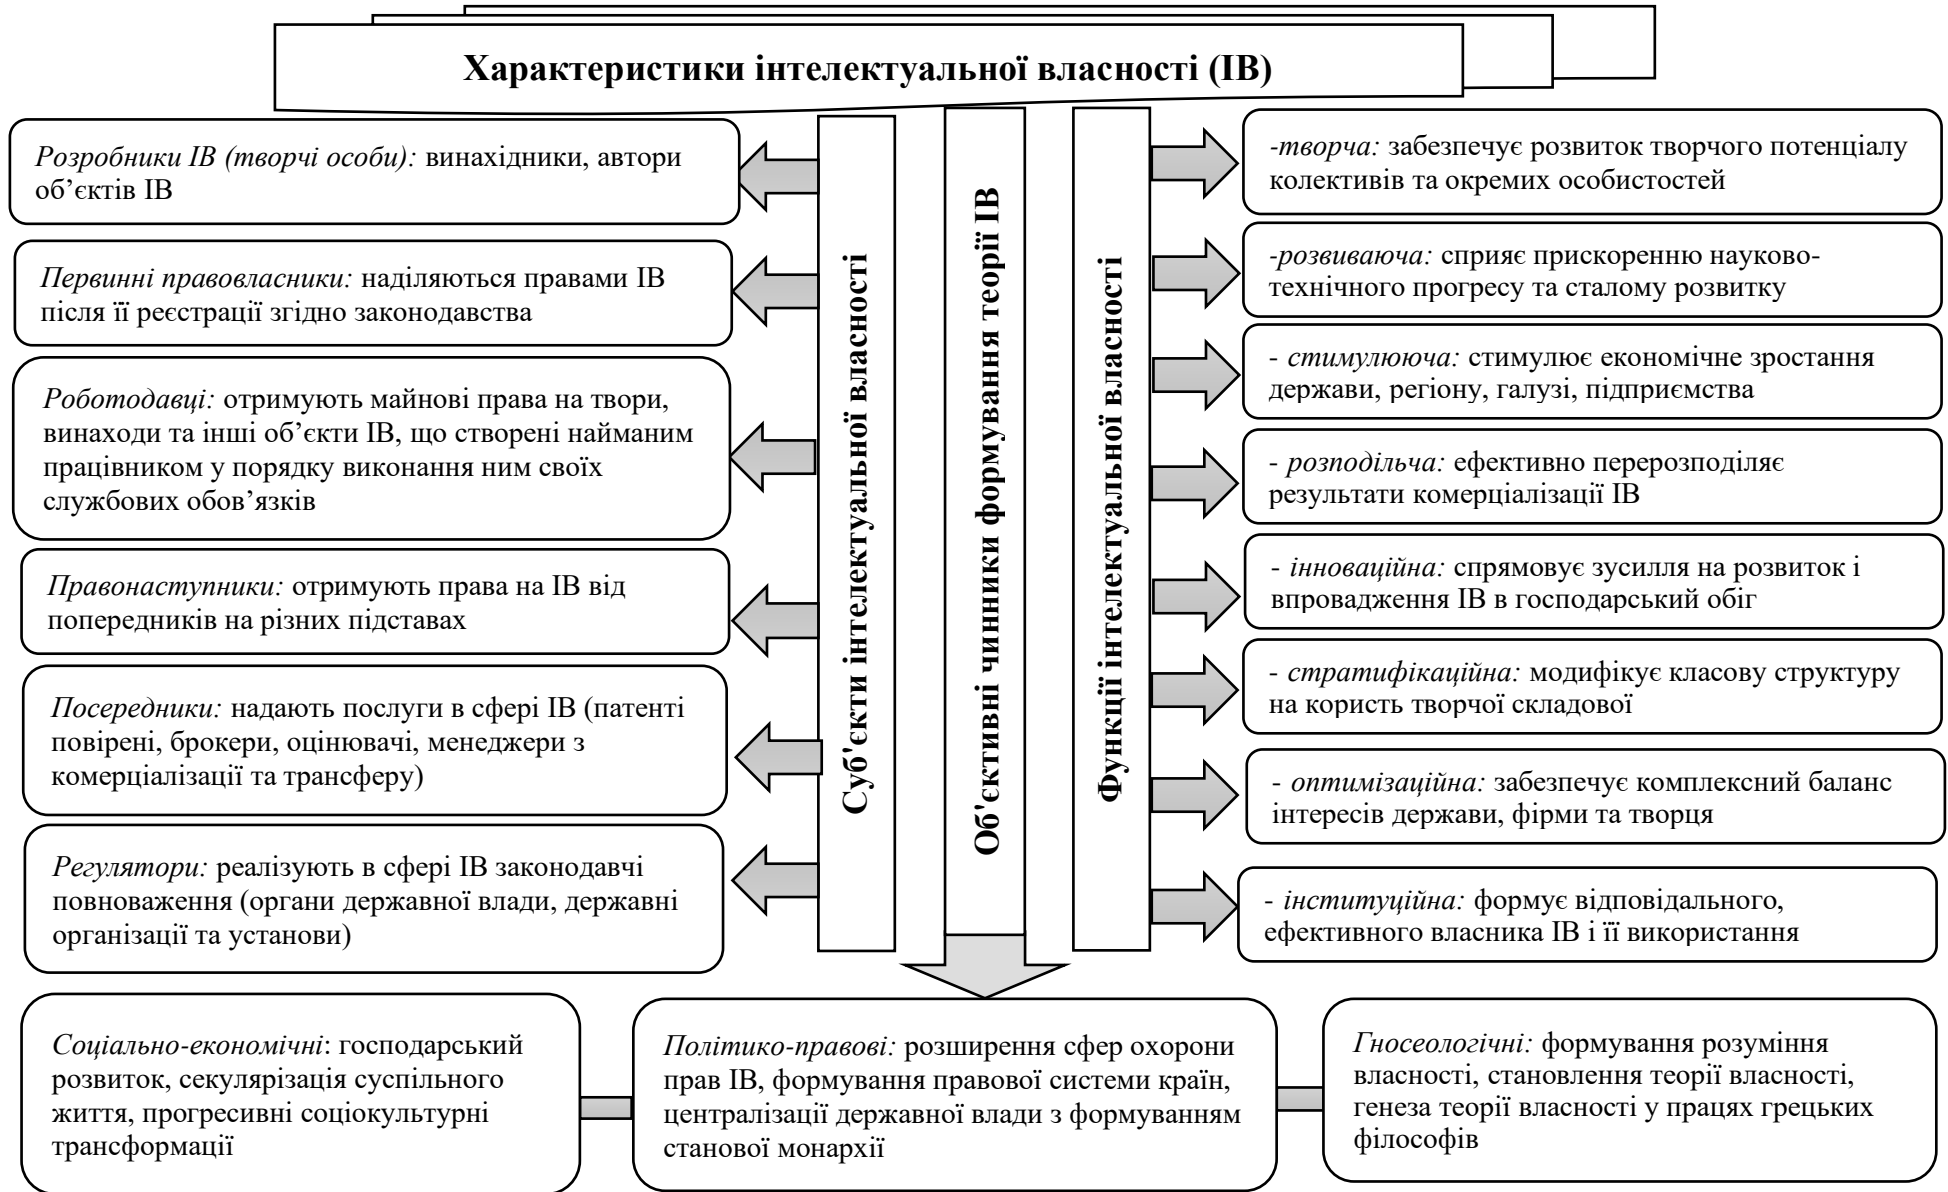 Характеристики інтелектуальної власності (ІВ)
Розробники ІВ (творчі особи): винахідники, автори
об’єктів ІВ
Первинні правовласники: наділяються правами ІВ
після її реєстрації згідно законодавства
Роботодавці: отримують майнові права на твори,
винаходи та інші об’єкти ІВ, що створені найманим
працівником у порядку виконання ним своїх
службових обов’язків
Правонаступники: отримують права на ІВ від
попередників на різних підставах
Посередники: надають послуги в сфері ІВ (патенті
повірені, брокери, оцінювачі, менеджери з
комерціалізації та трансферу)
Регулятори: реалізують в сфері ІВ законодавчі
повноваження (органи державної влади, державні
організації та установи)
Суб'єкти інтелектуальної власності
Об'єктивні чинники формування теорії ІВ
Функції інтелектуальної власності
-творча: забезпечує розвиток творчого потенціалу
колективів та окремих особистостей
-розвиваюча: сприяє прискоренню науково-
технічного прогресу та сталому розвитку
- стимулююча: стимулює економічне зростання
держави, регіону, галузі, підприємства
- розподільча: ефективно перерозподіляє
результати комерціалізації ІВ
- інноваційна: спрямовує зусилля на розвиток і
впровадження ІВ в господарський обіг
- стратифікаційна: модифікує класову структуру
на користь творчої складової
- оптимізаційна: забезпечує комплексний баланс
інтересів держави, фірми та творця
- інституційна: формує відповідального,
ефективного власника ІВ і її використання
Соціально-економічні: господарський
розвиток, секулярізація суспільного
життя, прогресивні соціокультурні
трансформації
Політико-правові: розширення сфер охорони
прав ІВ, формування правової системи країн,
централізації державної влади з формуванням
станової монархії
Гносеологічні: формування розуміння
власності, становлення теорії власності,
генеза теорії власності у працях грецьких
філософів